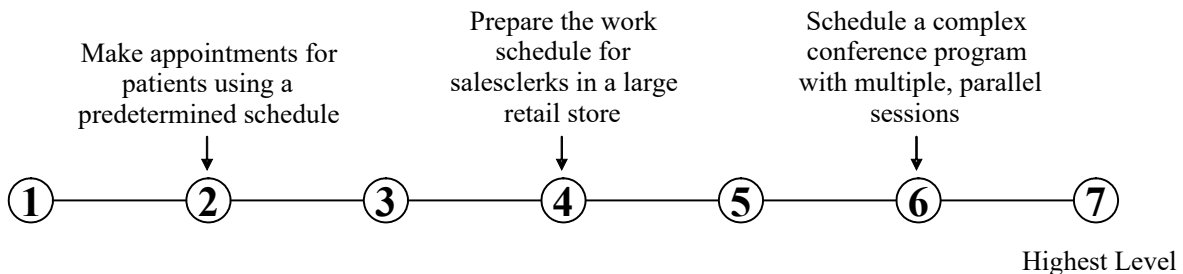 Make appointments for
patients using a
predetermined schedule
Prepare the work
schedule for
salesclerks in a large
retail store
Schedule a complex
conference program
with multiple, parallel
sessions
1 2 3 4 5 6 7
Highest Level